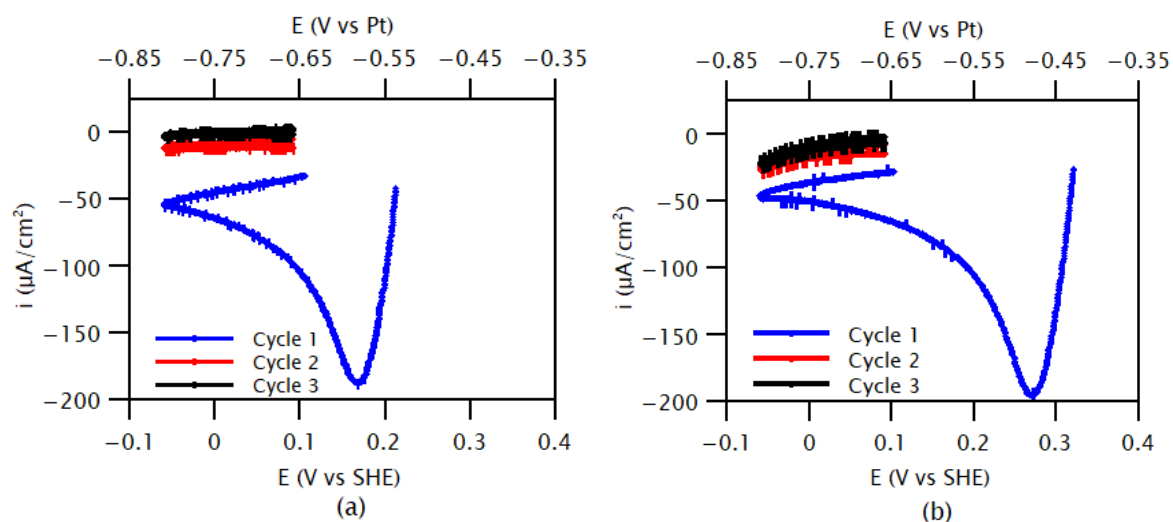 E (V vs Pt)
−0.85 −0.75 −0.65 −0.55 −0.45 −0.35
0
−50
−100
−150
−200
i (µA/cm²)
Cycle 1
Cycle 2
Cycle 3
−0.1 0 0.1 0.2 0.3 0.4
E (V vs SHE)
(a)
E (V vs Pt)
−0.85 −0.75 −0.65 −0.55 −0.45 −0.35
0
−50
−100
−150
−200
i (µA/cm²)
Cycle 1
Cycle 2
Cycle 3
−0.1 0 0.1 0.2 0.3 0.4
E (V vs SHE)
(b)